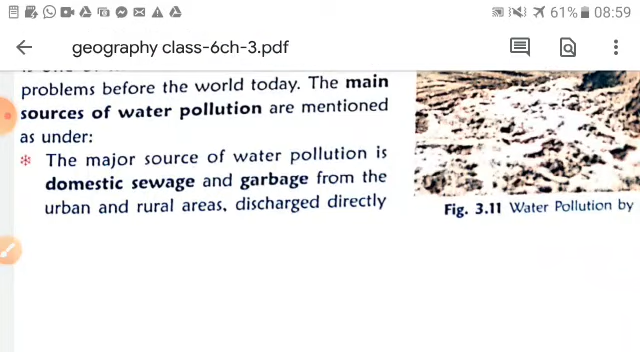 61% 08:59
geography class-6ch-3.pdf
problems before the world today. The main
sources of water pollution are mentioned
as under:
* The major source of water pollution is
domestic sewage and garbage from the
urban and rural areas, discharged directly
Fig. 3.11 Water Pollution by